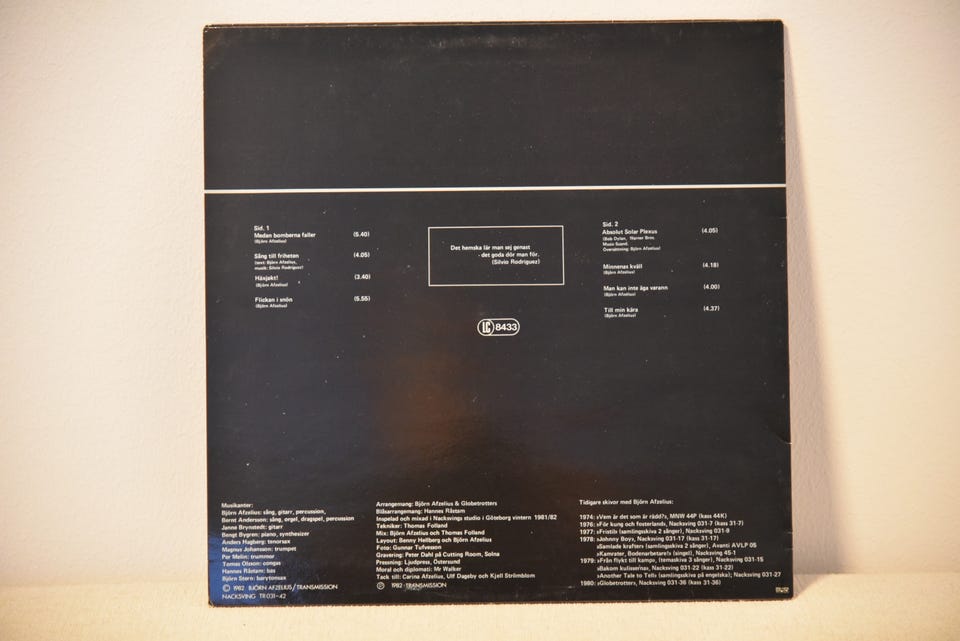 Sid. 1
Medan bomberna faller (5.40)
(Björn Afzelius)
Sång till friheten (4.05)
(text: Björn Afzelius,
musik: Silvio Rodriguez)
Häxjakt! (3.40)
(Björn Afzelius)
Flickan i snön (5.55)
(Björn Afzelius)
Det hemska lär man sej genast
- det goda dör man för.
(Silvio Rodriguez)
LC 8433
Sid. 2
Absolut Solar Plexus (4.05)
(Bob Dylan, Warner Bros.
Music Scand.
Översättning: Björn Afzelius)
Minnenas kväll (4.18)
(Björn Afzelius)
Man kan inte äga varann (4.00)
(Björn Afzelius)
Till min kära (4.37)
(Björn Afzelius)
Musikanter:
Björn Afzelius: sång, gitarr, percussion,
Bernt Andersson: sång, orgel, dragspel, percussion
Janne Brynstedt: gitarr
Bengt Bygren: piano, synthesizer
Anders Hagberg: tenorsax
Magnus Johansson: trumpet
Per Melin: trummor
Tomas Olsson: congas
Hannes Råstam: bas
Björn Stern: barytonsax
© 1982 BJÖRN AFZELIUS/TRANSMISSION
NACKSVING TR 031-42
Arrangemang: Björn Afzelius & Globetrotters
Blåsarrangemang: Hannes Råstam
Inspelad och mixad i Nacksvings studio i Göteborg vintern 1981/82
Tekniker: Thomas Folland
Mix: Björn Afzelius och Thomas Folland
Layout: Benny Hellberg och Björn Afzelius
Foto: Gunnar Tufvesson
Gravering: Peter Dahl på Cutting Room, Solna
Pressning: Ljudpress, Östersund
Moral och diplomati: Mr Walker
Tack till: Carina Afzelius, Ulf Dageby och Kjell Strömblom
℗ 1982 TRANSMISSION
Tidigare skivor med Björn Afzelius:
1974: »Vem är det som är rädd?», MNW 44P (kass 44K)
1976: »För kung och fosterland», Nacksving 031-7 (kass 31-7)
1977: »Fristil» (samlingsskiva 2 sånger), Nacksving 031-8
1978: »Johnny Boy», Nacksving 031-17 (kass 31-17)
»Samlade krafter» (samlingsskiva 2 sånger), Avanti AVLP 05
»Kamrater, Bodenarbetare!» (singel), Nacksving 45-1
1979: »Från flykt till kamp», (temaskiva 3 sånger), Nacksving 031-15
»Bakom kulisserna», Nacksving 031-22 (kass 31-22)
»Another Tale to Tell» (samlingsskiva på engelska); Nacksving 031-27
1980: »Globetrotter», Nacksving 031-36 (kass 31-36)